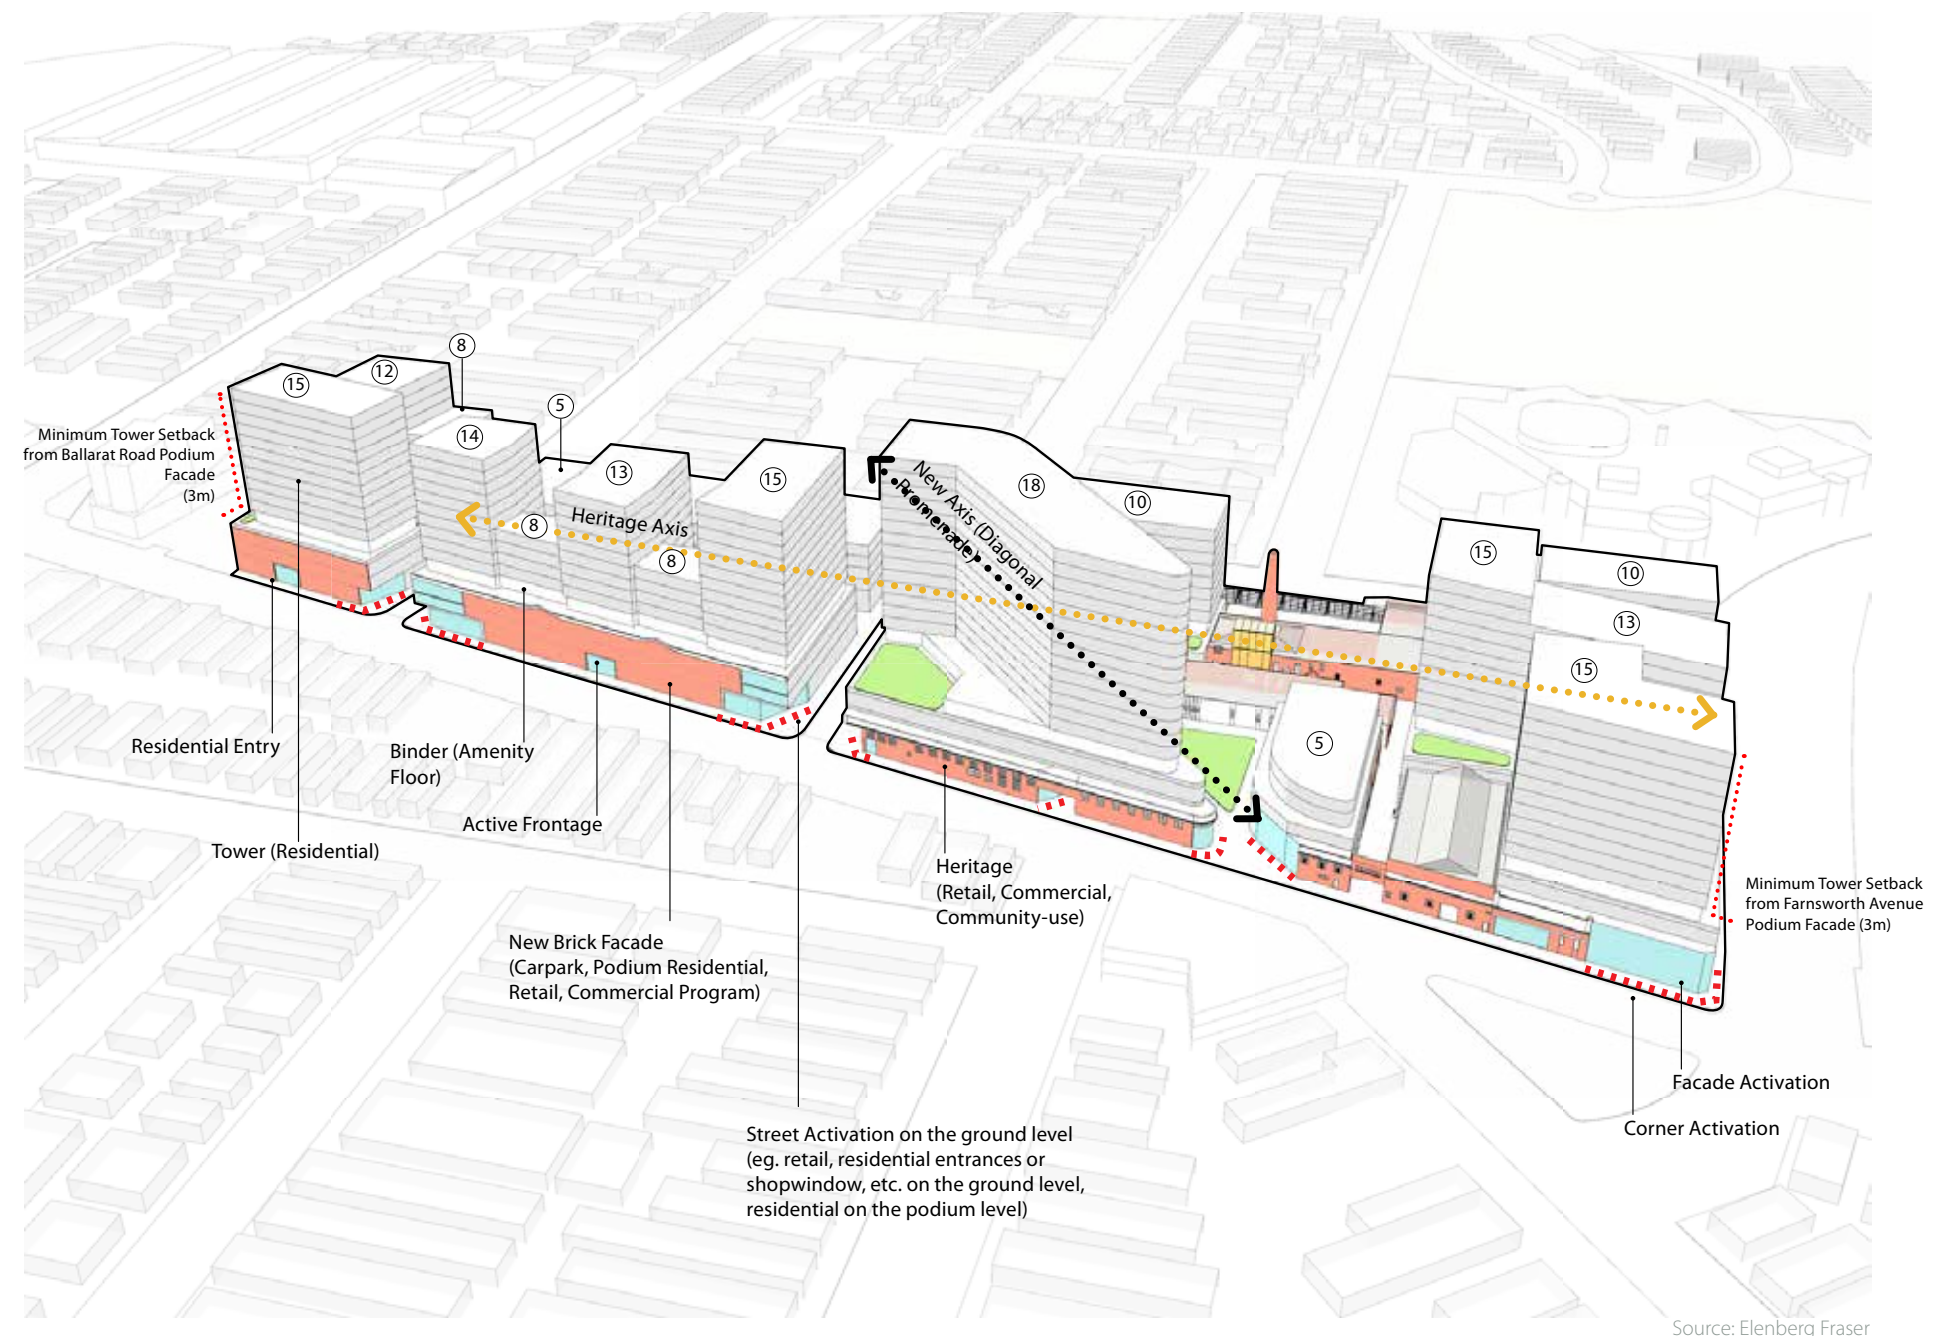 8
12
15
5
Minimum Tower Setback
from Ballarat Road Podium
Facade
(3m)
14
13
15
New Axis (Diagonal
Promenade)
18
10
Heritage Axis
8
8
15
10
13
15
5
Residential Entry
Binder (Amenity
Floor)
Active Frontage
Tower (Residential)
Heritage
(Retail, Commercial,
Community-use)
Minimum Tower Setback
from Farnsworth Avenue
Podium Facade (3m)
New Brick Facade
(Carpark, Podium Residential,
Retail, Commercial Program)
Facade Activation
Corner Activation
Street Activation on the ground level
(eg. retail, residential entrances or
shopwindow, etc. on the ground level,
residential on the podium level)
Source: Elenberg Fraser